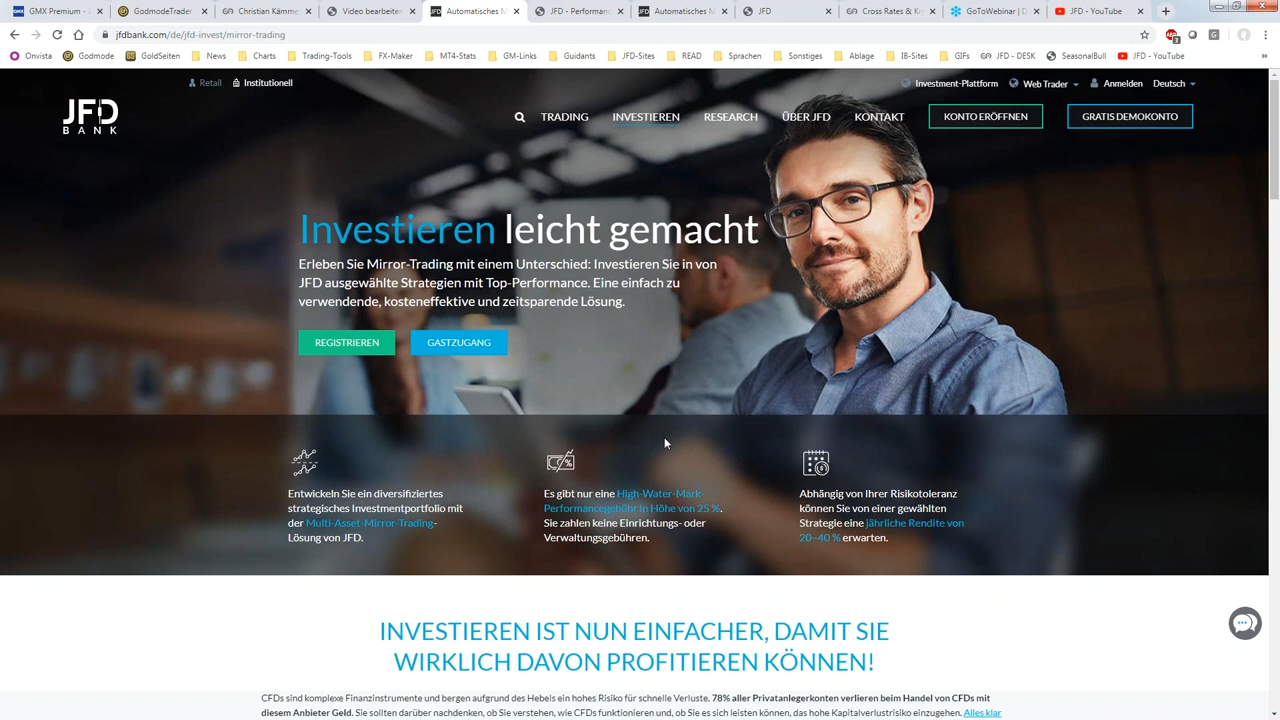 GMX Premium -
GodmodeTrader
Christian Kämme
Video bearbeiten
Automatisches M
JFD - Performanc
Automatisches M
JFD
Cross Rates & Kr
GoToWebinar | D
JFD - YouTube
jfdbank.com/de/jfd-invest/mirror-trading
Onvista
Godmode
GoldSeiten
News
Charts
Trading-Tools
FX-Maker
MT4-Stats
GM-Links
Guidants
JFD-Sites
READ
Sprachen
Sonstiges
Ablage
IB-Sites
GIFs
JFD - DESK
SeasonalBull
JFD - YouTube
Retail
Institutionell
Investment-Plattform
Web Trader
Anmelden
Deutsch
JFD
BANK
TRADING
INVESTIEREN
RESEARCH
ÜBER JFD
KONTAKT
KONTO ERÖFFNEN
GRATIS DEMOKONTO
Investieren leicht gemacht
Erleben Sie Mirror-Trading mit einem Unterschied: Investieren Sie in von
JFD ausgewählte Strategien mit Top-Performance. Eine einfach zu
verwendende, kosteneffektive und zeitsparende Lösung.
REGISTRIEREN
GASTZUGANG
Entwickeln Sie ein diversifiziertes
strategisches Investmentportfolio mit
der Multi-Asset-Mirror-Trading-
Lösung von JFD.
Es gibt nur eine High-Water-Mark-
Performancegebühr in Höhe von 25 %.
Sie zahlen keine Einrichtungs- oder
Verwaltungsgebühren.
Abhängig von Ihrer Risikotoleranz
können Sie von einer gewählten
Strategie eine jährliche Rendite von
20–40 % erwarten.
INVESTIEREN IST NUN EINFACHER, DAMIT SIE
WIRKLICH DAVON PROFITIEREN KÖNNEN!
CFDs sind komplexe Finanzinstrumente und bergen aufgrund des Hebels ein hohes Risiko für schnelle Verluste. 78% aller Privatanlegerkonten verlieren beim Handel von CFDs mit
diesem Anbieter Geld. Sie sollten darüber nachdenken, ob Sie verstehen, wie CFDs funktionieren und, ob Sie es sich leisten können, das hohe Kapitalverlustrisiko einzugehen. Alles klar